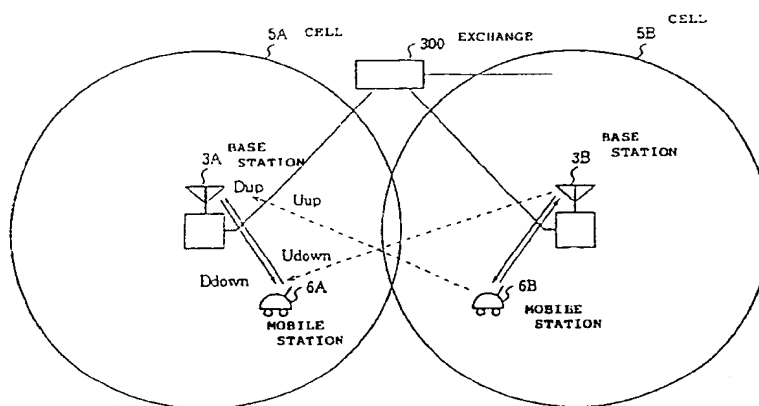 5A CELL
300 EXCHANGE
5B CELL
BASE
STATION
3A
BASE
STATION
3B
Dup
Uup
Udown
Ddown
6A
MOBILE
STATION
6B
MOBILE
STATION